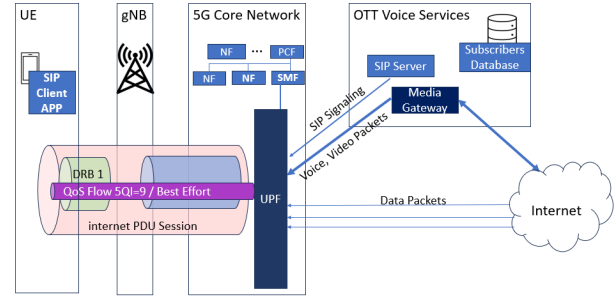 UE
gNB
5G Core Network
OTT Voice Services
NF
...
PCF
NF
NF
SMF
SIP
Client
APP
SIP Server
Subscribers
Database
Media
Gateway
SIP Signaling
Voice, Video Packets
DRB 1
QoS Flow 5QI=9 / Best Effort
internet PDU Session
UPF
Data Packets
Internet